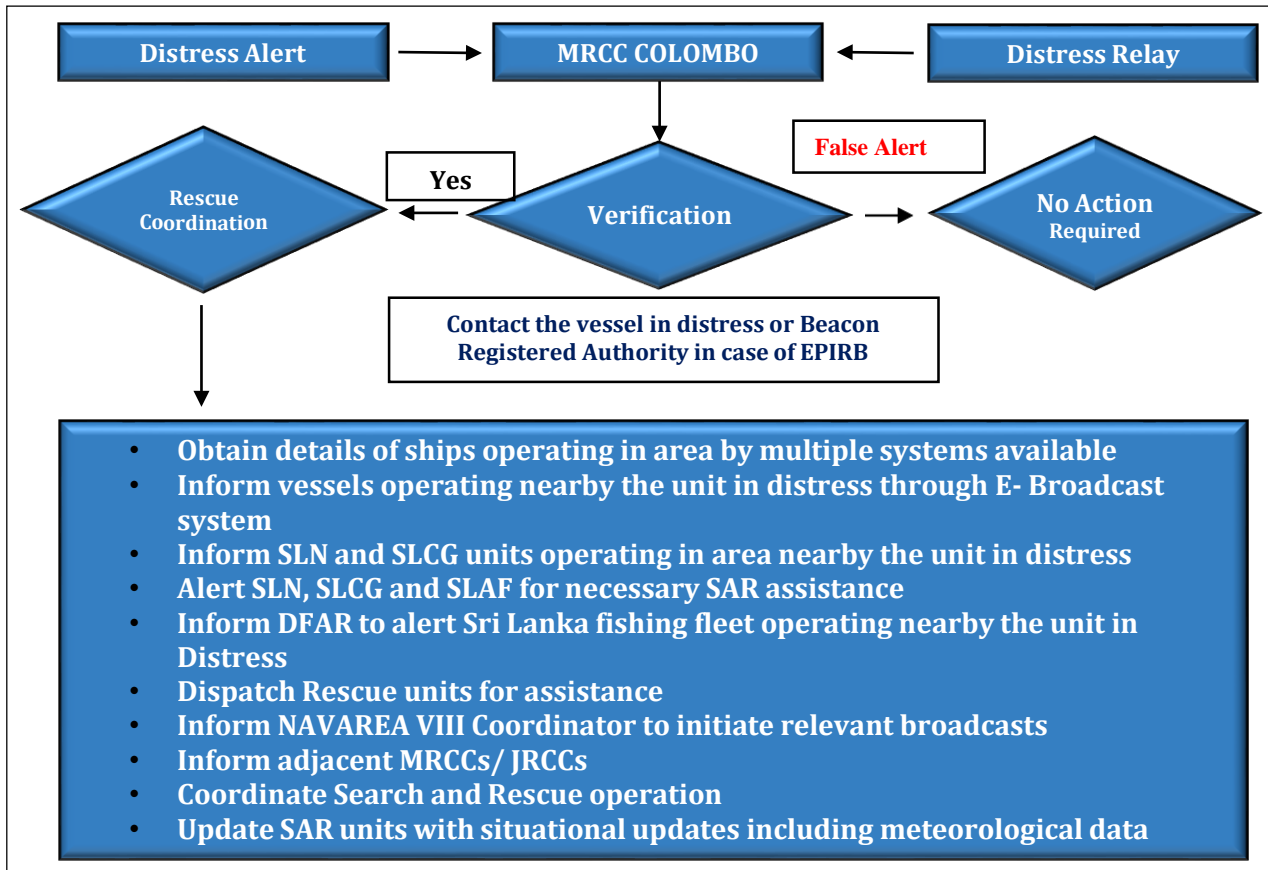 Distress Alert
MRCC COLOMBO
Distress Relay
False Alert
Yes
Rescue
Coordination
Verification
No Action
Required
Contact the vessel in distress or Beacon
Registered Authority in case of EPIRB
• Obtain details of ships operating in area by multiple systems available
• Inform vessels operating nearby the unit in distress through E- Broadcast
system
• Inform SLN and SLCG units operating in area nearby the unit in distress
• Alert SLN, SLCG and SLAF for necessary SAR assistance
• Inform DFAR to alert Sri Lanka fishing fleet operating nearby the unit in
Distress
• Dispatch Rescue units for assistance
• Inform NAVAREA VIII Coordinator to initiate relevant broadcasts
• Inform adjacent MRCCs/ JRCCs
• Coordinate Search and Rescue operation
• Update SAR units with situational updates including meteorological data